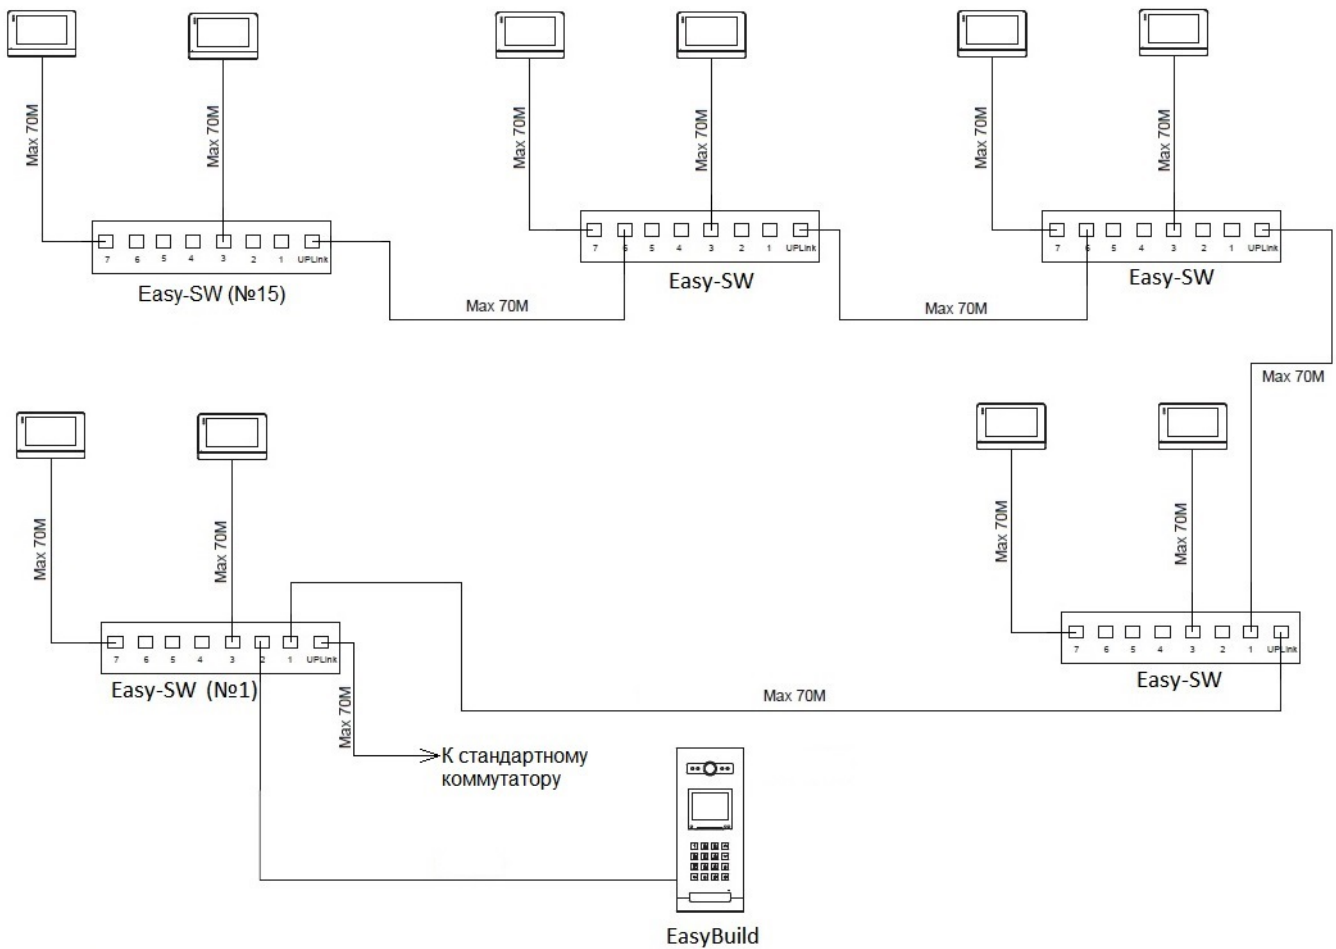 Max 70M
Max 70M
Max 70M
Max 70M
Max 70M
Max 70M
7 6 5 4 3 2 1 UPLink
7 6 5 4 3 2 1 UPLink
7 6 5 4 3 2 1 UPLink
Easy-SW (№15)
Easy-SW
Easy-SW
Max 70M
Max 70M
Max 70M
Max 70M
Max 70M
Max 70M
Max 70M
7 6 5 4 3 2 1 UPLink
7 6 5 4 3 2 1 UPLink
Easy-SW (№1)
Easy-SW
Max 70M
Max 70M
К стандартному
коммутатору
EasyBuild